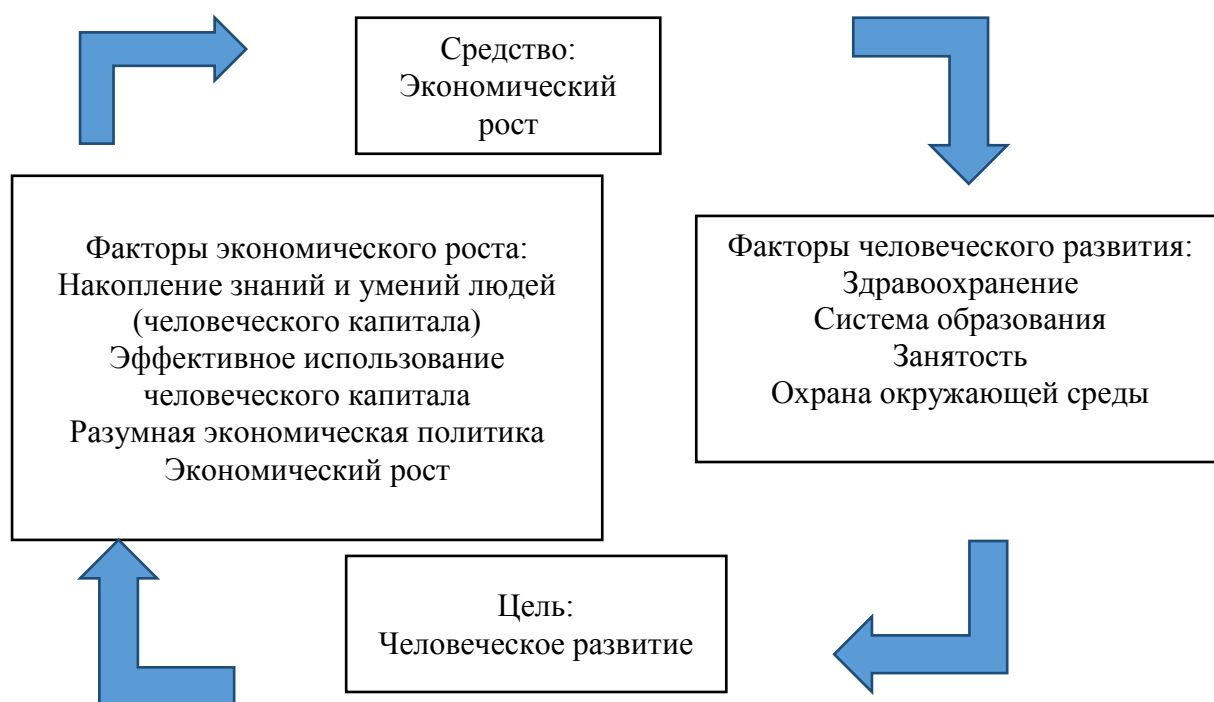 Средство:
Экономический
рост
Факторы экономического роста:
Накопление знаний и умений людей
(человеческого капитала)
Эффективное использование
человеческого капитала
Разумная экономическая политика
Экономический рост
Факторы человеческого развития:
Здравоохранение
Система образования
Занятость
Охрана окружающей среды
Цель:
Человеческое развитие